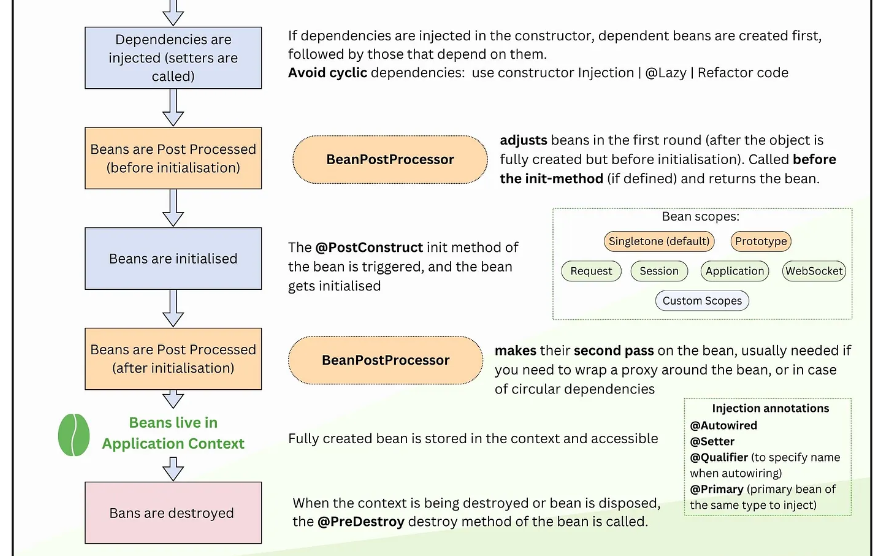 Dependencies are
injected (setters are
called)
If dependencies are injected in the constructor, dependent beans are created first,
followed by those that depend on them.
Avoid cyclic dependencies: use constructor Injection | @Lazy | Refactor code
Beans are Post Processed
(before initialisation)
BeanPostProcessor
adjusts beans in the first round (after the object is
fully created but before initialisation). Called before
the init-method (if defined) and returns the bean.
Bean scopes:
Singletone (default)
Prototype
Request
Session
Application
WebSocket
Custom Scopes
Beans are initialised
The @PostConstruct init method of
the bean is triggered, and the bean
gets initialised
Beans are Post Processed
(after initialisation)
BeanPostProcessor
makes their second pass on the bean, usually needed if
you need to wrap a proxy around the bean, or in case
of circular dependencies
Beans live in
Application Context
Fully created bean is stored in the context and accessible
Injection annotations
@Autowired
@Setter
@Qualifier (to specify name
when autowiring)
@Primary (primary bean of
the same type to inject)
Bans are destroyed
When the context is being destroyed or bean is disposed,
the @PreDestroy destroy method of the bean is called.